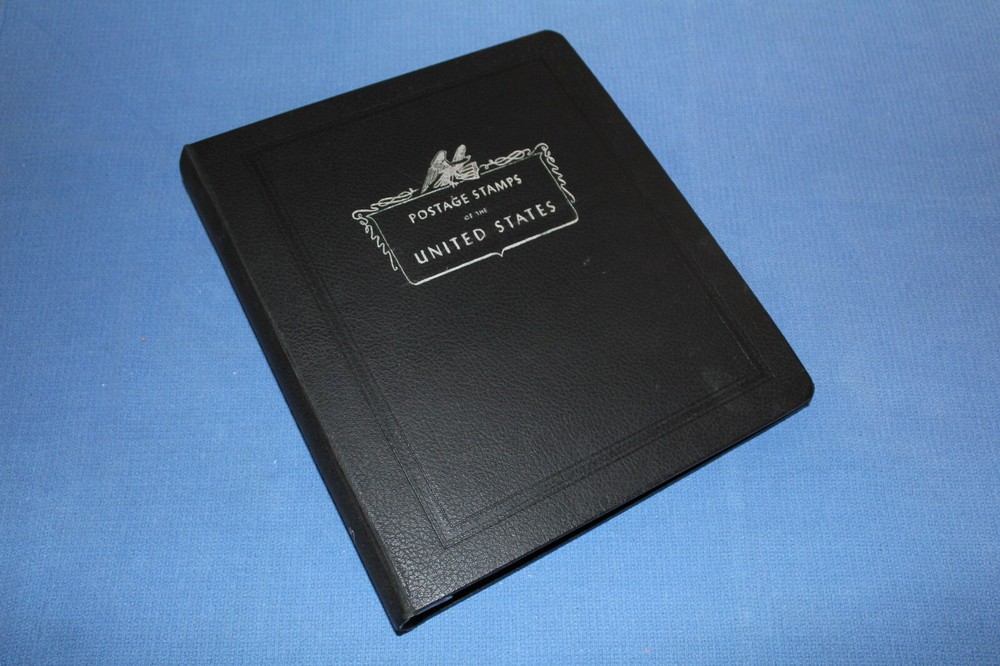 POSTAGE STAMPS
OF THE
UNITED STATES